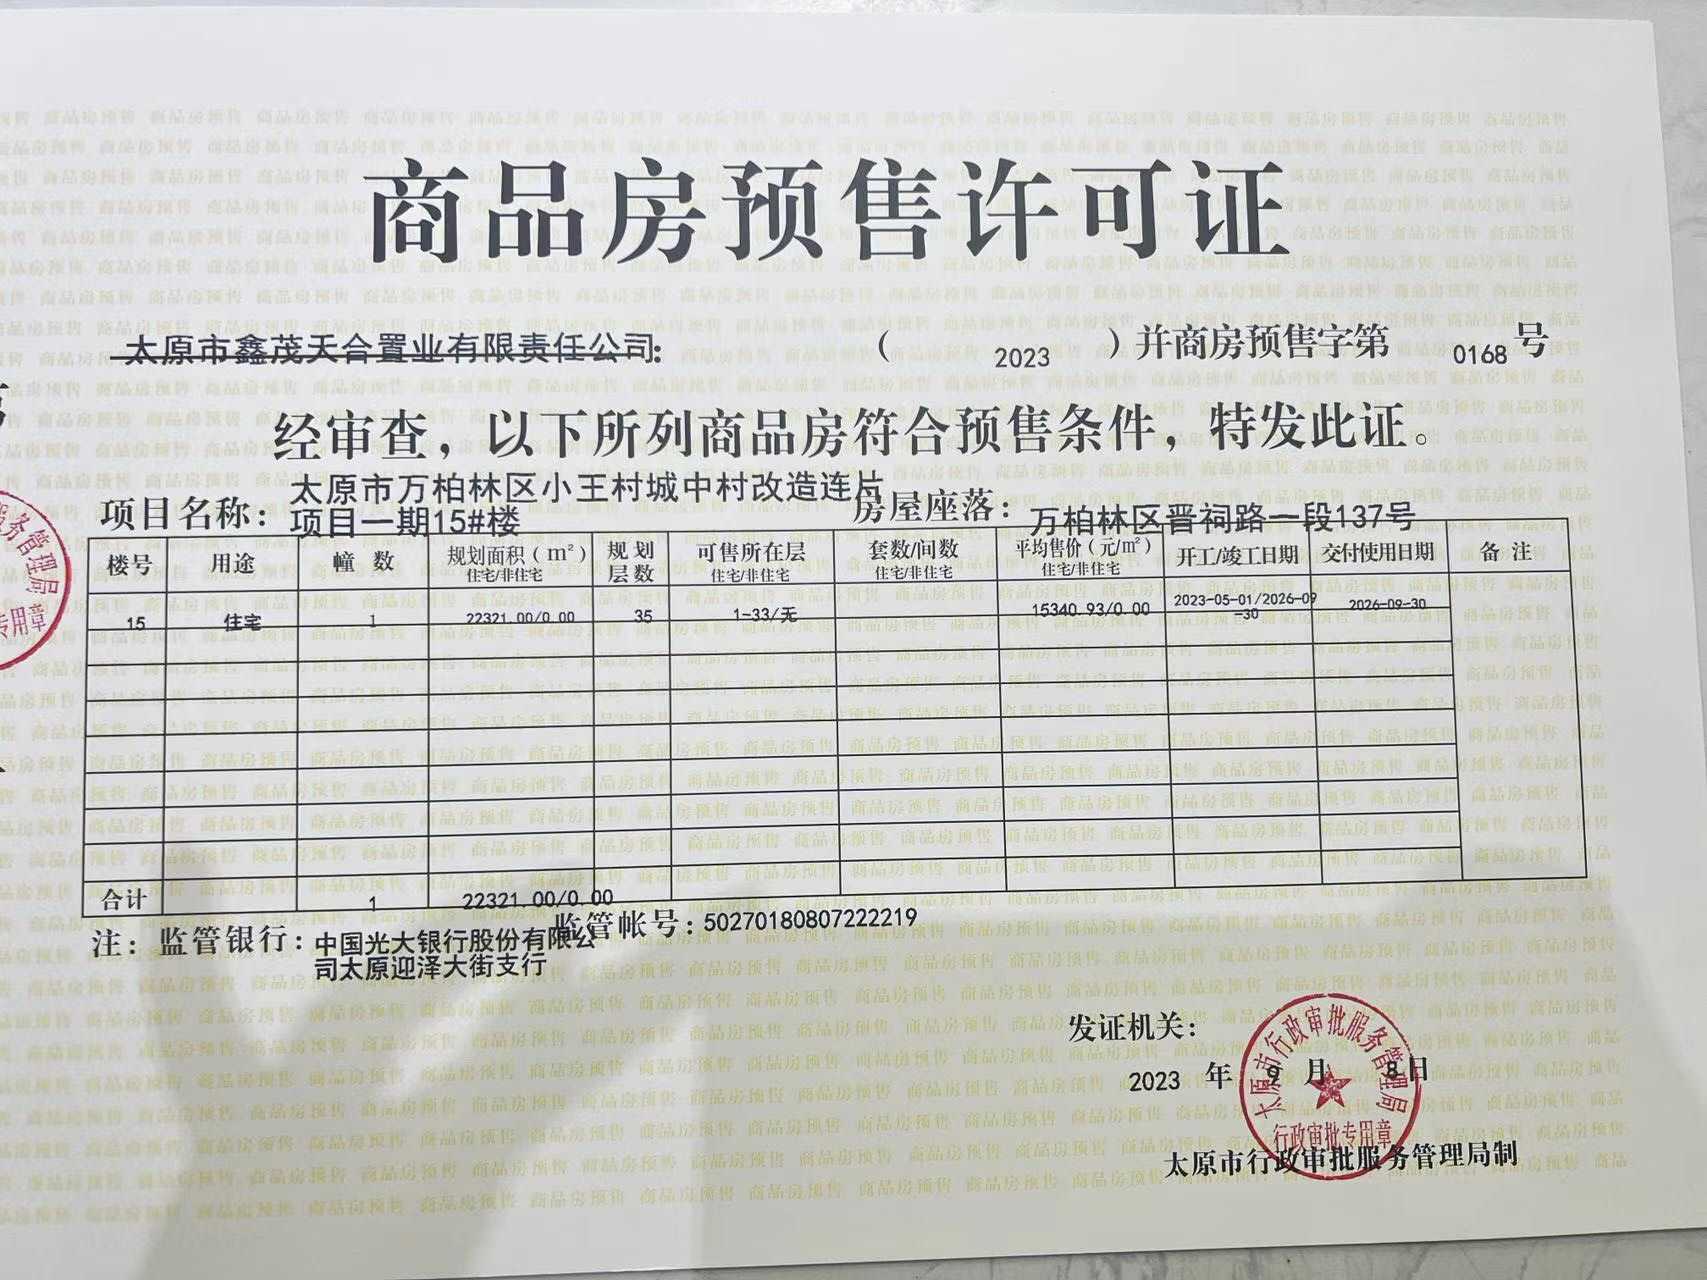 商品房预售许可证
太原市鑫茂天合置业有限责任公司:
( 2023 ) 并商房预售字第 0168 号
经审查，以下所列商品房符合预售条件，特发此证。
项目名称: 太原市万柏林区小王村城中村改造连片
项目一期15#楼
房屋座落: 万柏林区晋祠路一段137号
楼号 用途 幢 数 规划面积(m²) 住宅/非住宅 规划层数 可售所在层 住宅/非住宅 套数/间数 住宅/非住宅 平均售价(元/m²) 住宅/非住宅 开工/竣工日期 交付使用日期 备 注
15 住宅 1 22321.00/0.00 35 1-33/无 15340.93/0.00 2023-05-01/2026-09-30 2026-09-30
合计 1 22321.00/0.00
注: 监管银行: 中国光大银行股份有限公
司太原迎泽大街支行
监管帐号: 50270180807222219
发证机关:
2023 年 9 月 8 日
太原市行政审批服务管理局
行政审批专用章
太原市行政审批服务管理局制